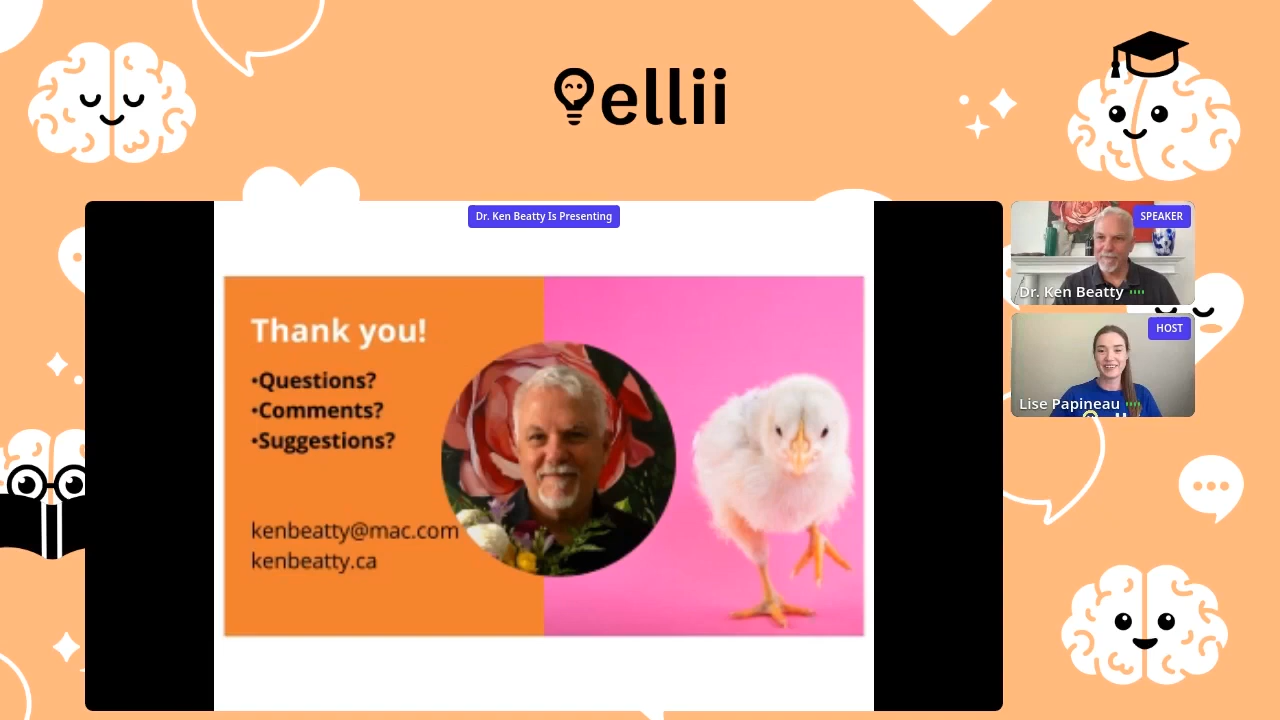 ellii
Dr. Ken Beatty Is Presenting
SPEAKER
Dr. Ken Beatty
HOST
Lise Papineau
Thank you!
•Questions?
•Comments?
•Suggestions?
kenbeatty@mac.com
kenbeatty.ca